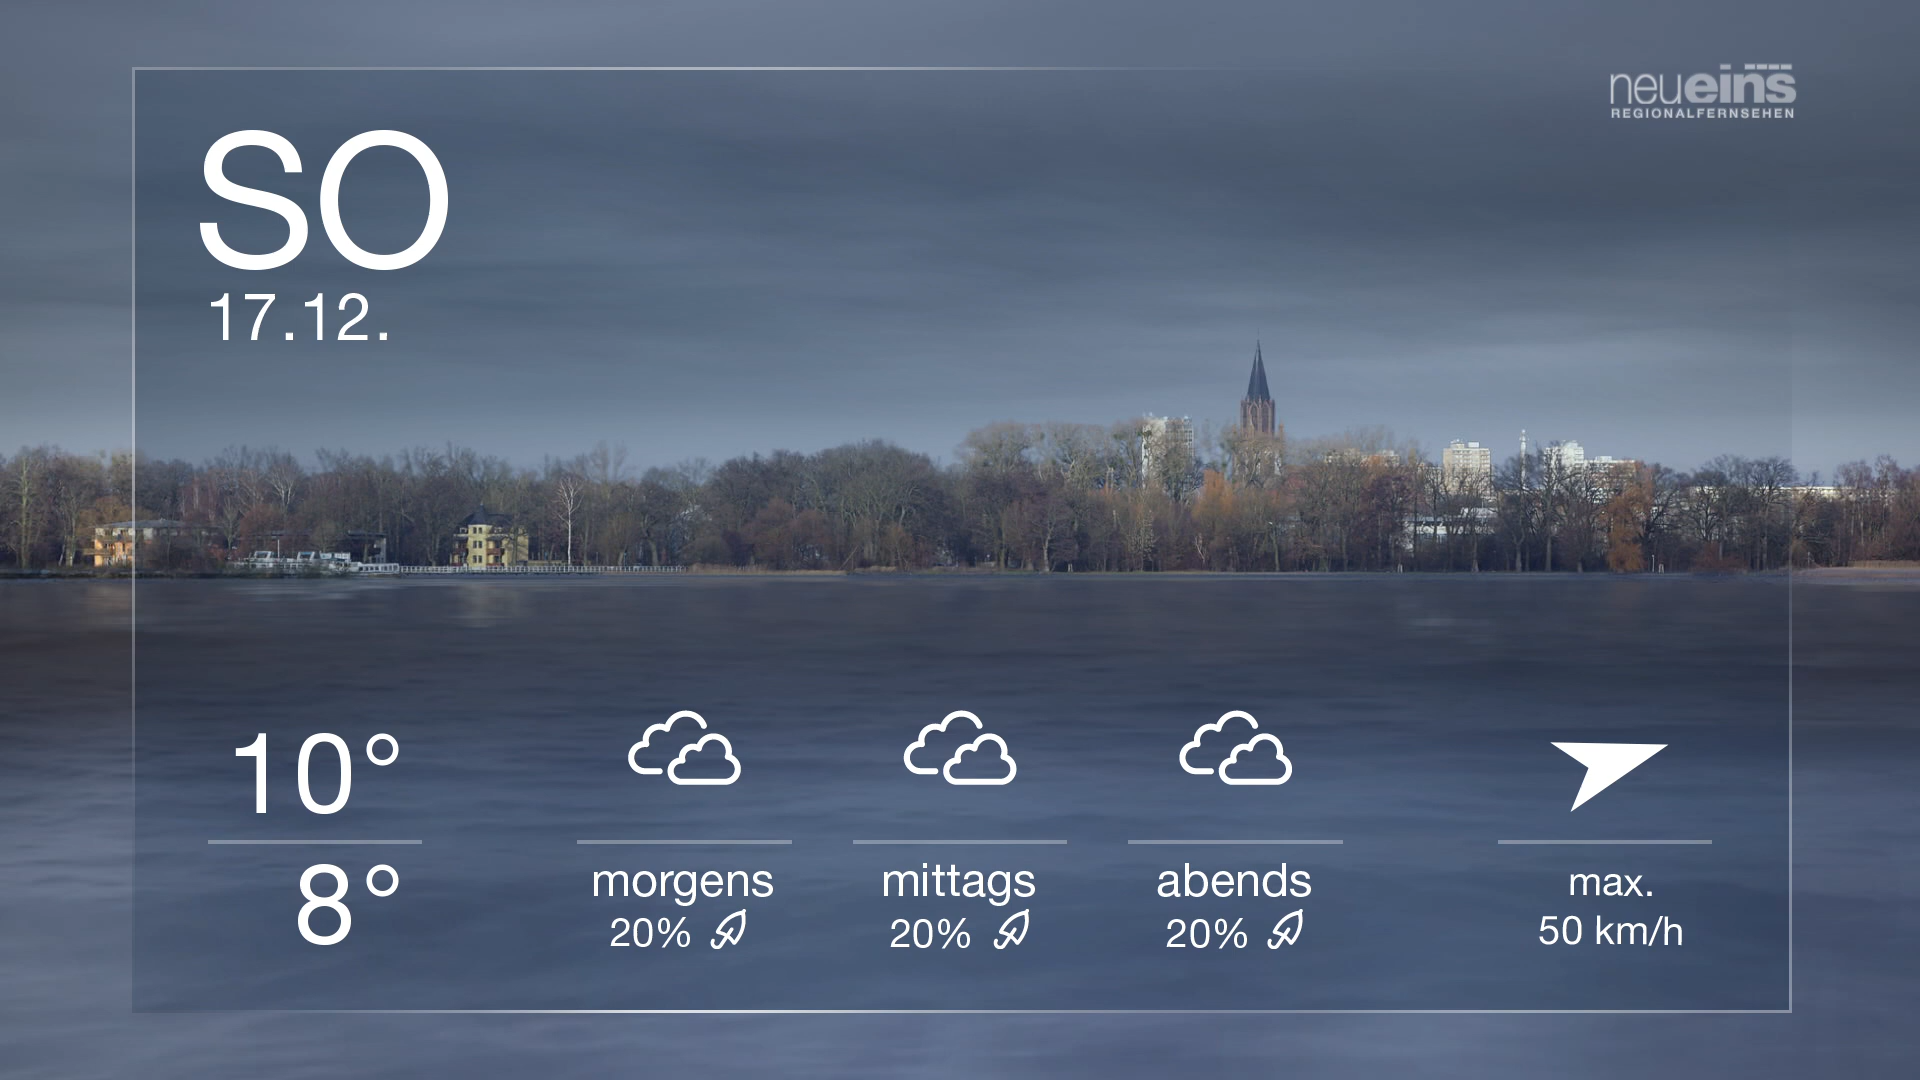 neueins
REGIONALFERNSEHEN
SO
17.12.
10°
8°
morgens
20%
mittags
20%
abends
20%
max.
50 km/h